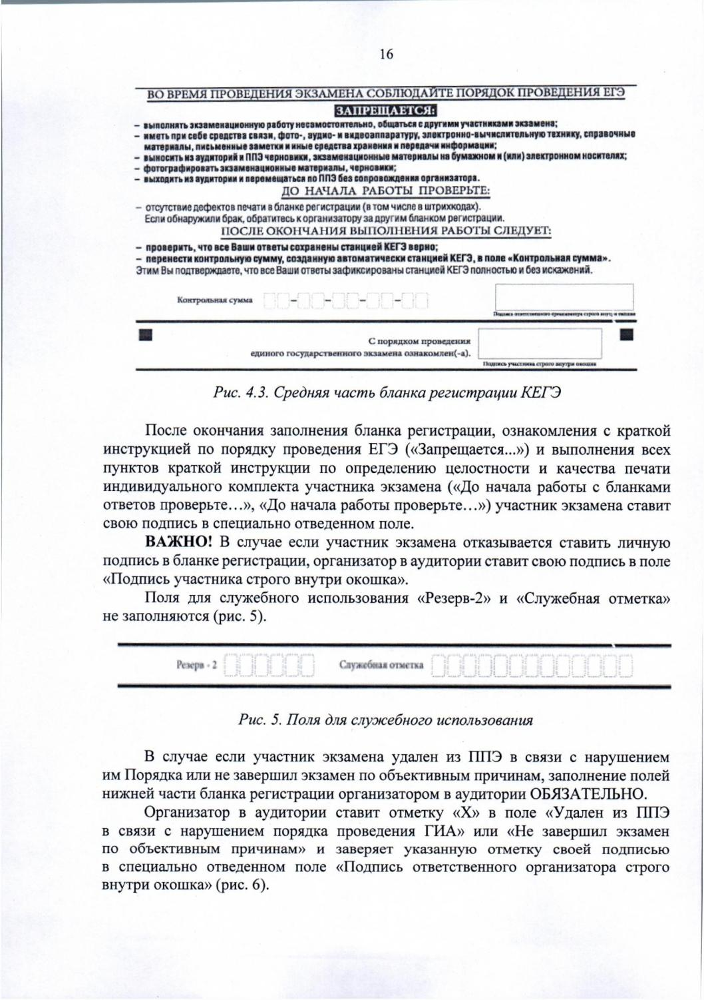 16
ВО ВРЕМЯ ПРОВЕДЕНИЯ ЭКЗАМЕНА СОБЛЮДАЙТЕ ПОРЯДОК ПРОВЕДЕНИЯ ЕГЭ
ЗАПРЕЩАЕТСЯ:
– выполнять экзаменационную работу несамостоятельно, общаться с другими участниками экзамена;
– иметь при себе средства связи, фото-, аудио- и видеоаппаратуру, электронно-вычислительную технику, справочные
материалы, письменные заметки и иные средства хранения и передачи информации;
– выносить из аудиторий и ППЭ черновики, экзаменационные материалы на бумажном и (или) электронном носителях;
– фотографировать экзаменационные материалы, черновики;
– выходить из аудитории и перемещаться по ППЭ без сопровождения организатора.
ДО НАЧАЛА РАБОТЫ ПРОВЕРЬТЕ:
– отсутствие дефектов печати в бланке регистрации (в том числе в штрихкодах).
Если обнаружили брак, обратитесь к организатору за другим бланком регистрации.
ПОСЛЕ ОКОНЧАНИЯ ВЫПОЛНЕНИЯ РАБОТЫ СЛЕДУЕТ:
– проверить, что все Ваши ответы сохранены станцией КЕГЭ верно;
– перенести контрольную сумму, созданную автоматически станцией КЕГЭ, в поле «Контрольная сумма».
Этим Вы подтверждаете, что все Ваши ответы зафиксированы станцией КЕГЭ полностью и без искажений.
Контрольная сумма
Подпись ответственного организатора строго внутри окошка
С порядком проведения
единого государственного экзамена ознакомлен(-а).
Подпись участника строго внутри окошка
Рис. 4.3. Средняя часть бланка регистрации КЕГЭ
После окончания заполнения бланка регистрации, ознакомления с краткой
инструкцией по порядку проведения ЕГЭ («Запрещается...») и выполнения всех
пунктов краткой инструкции по определению целостности и качества печати
индивидуального комплекта участника экзамена («До начала работы с бланками
ответов проверьте…», «До начала работы проверьте…») участник экзамена ставит
свою подпись в специально отведенном поле.
ВАЖНО! В случае если участник экзамена отказывается ставить личную
подпись в бланке регистрации, организатор в аудитории ставит свою подпись в поле
«Подпись участника строго внутри окошка».
Поля для служебного использования «Резерв-2» и «Служебная отметка»
не заполняются (рис. 5).
Резерв - 2 Служебная отметка
Рис. 5. Поля для служебного использования
В случае если участник экзамена удален из ППЭ в связи с нарушением
им Порядка или не завершил экзамен по объективным причинам, заполнение полей
нижней части бланка регистрации организатором в аудитории ОБЯЗАТЕЛЬНО.
Организатор в аудитории ставит отметку «X» в поле «Удален из ППЭ
в связи с нарушением порядка проведения ГИА» или «Не завершил экзамен
по объективным причинам» и заверяет указанную отметку своей подписью
в специально отведенном поле «Подпись ответственного организатора строго
внутри окошка» (рис. 6).